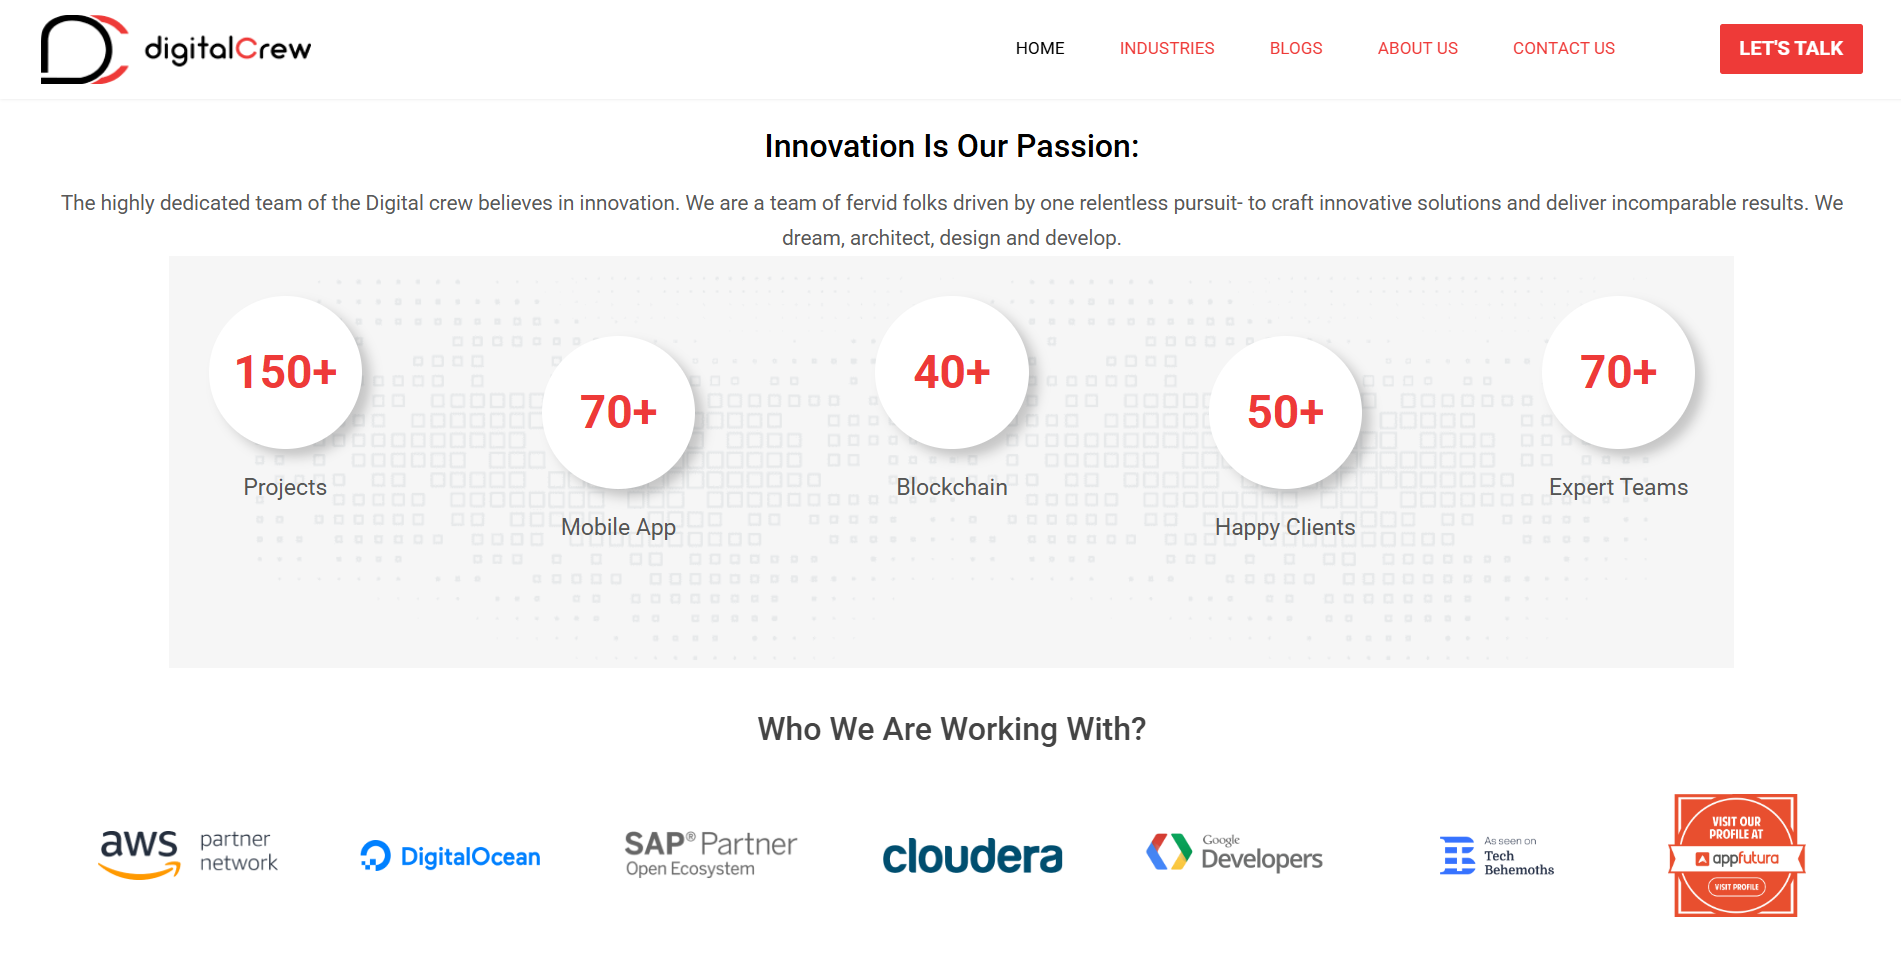 digitalCrew
HOME
INDUSTRIES
BLOGS
ABOUT US
CONTACT US
LET'S TALK
Innovation Is Our Passion:
The highly dedicated team of the Digital crew believes in innovation. We are a team of fervid folks driven by one relentless pursuit- to craft innovative solutions and deliver incomparable results. We
dream, architect, design and develop.
150+
Projects
70+
Mobile App
40+
Blockchain
50+
Happy Clients
70+
Expert Teams
Who We Are Working With?
aws partner
network
DigitalOcean
SAP® Partner
Open Ecosystem
cloudera
Google
Developers
As seen on
Tech
Behemoths
VISIT OUR
PROFILE AT
appfutura
VISIT PROFILE